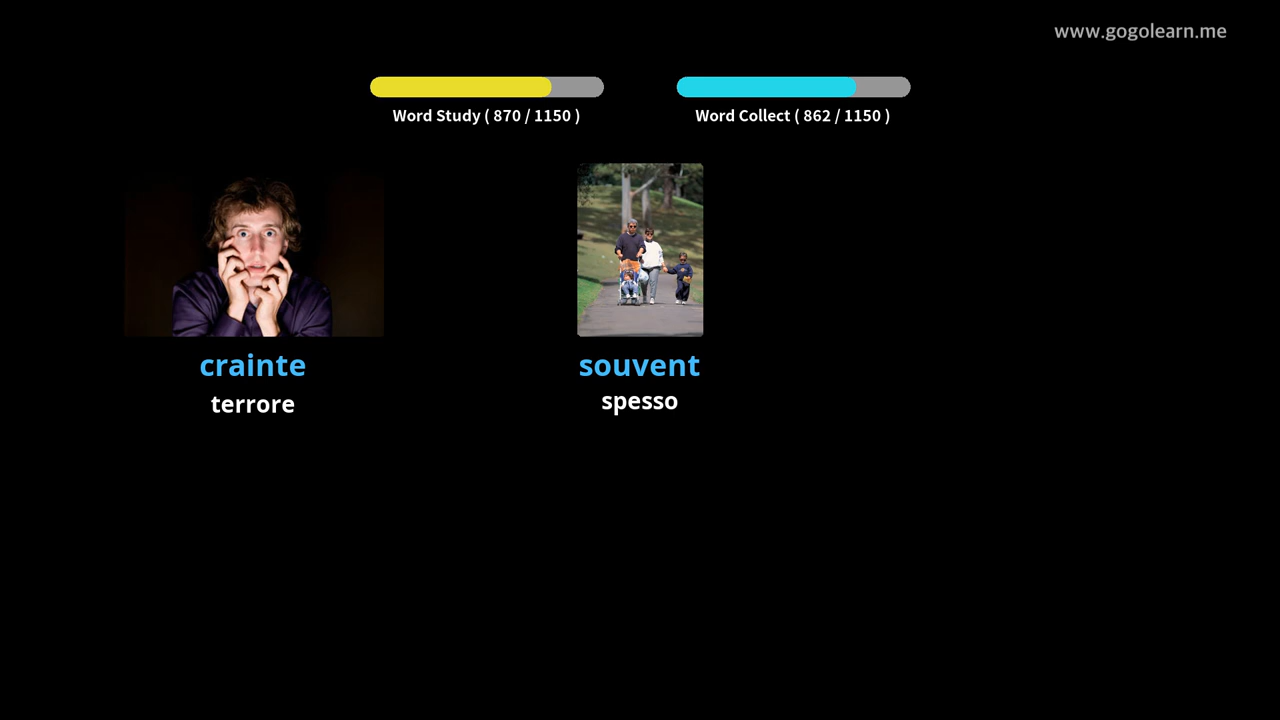 www.gogolearn.me
Word Study ( 870 / 1150 )
Word Collect ( 862 / 1150 )
crainte
terrore
souvent
spesso